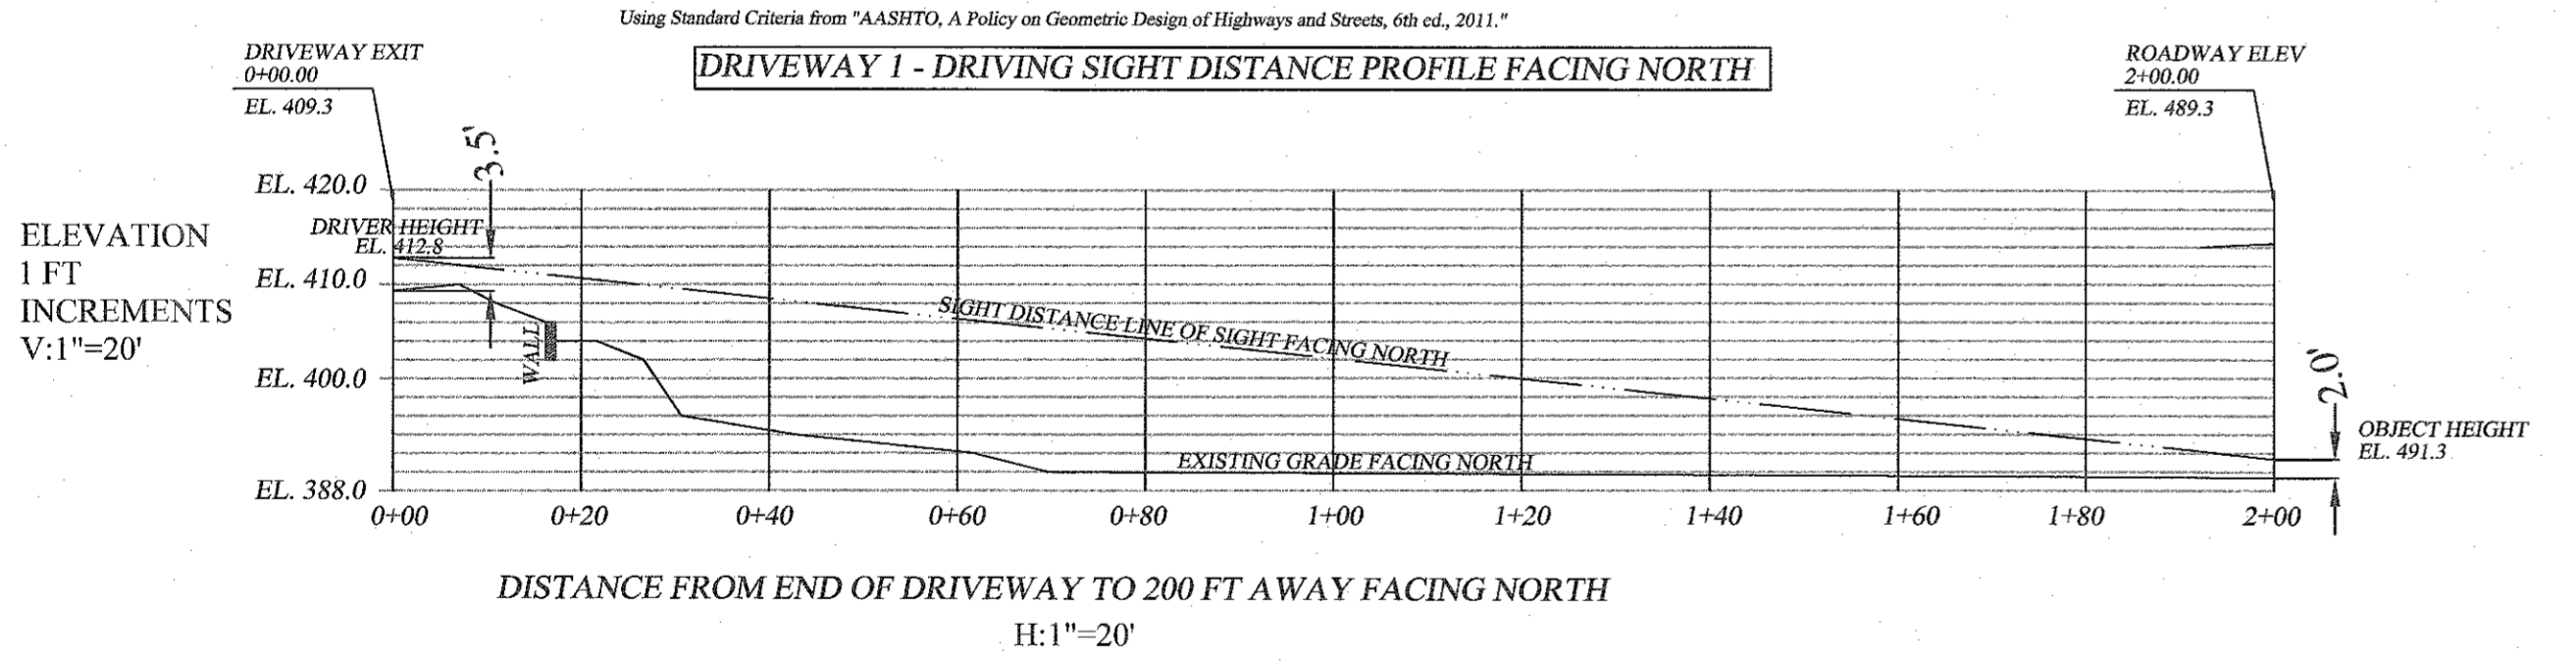 Using Standard Criteria from "AASHTO, A Policy on Geometric Design of Highways and Streets, 6th ed., 2011."
DRIVEWAY 1 - DRIVING SIGHT DISTANCE PROFILE FACING NORTH
DRIVEWAY EXIT
0+00.00
EL. 409.3
ROADWAY ELEV
2+00.00
EL. 489.3
3.5'
EL. 420.0
DRIVER HEIGHT
EL. 412.8
ELEVATION
1 FT
INCREMENTS
V:1"=20'
EL. 410.0
EL. 400.0
EL. 388.0
WALL
SIGHT DISTANCE LINE OF SIGHT FACING NORTH
EXISTING GRADE FACING NORTH
2.0'
OBJECT HEIGHT
EL. 491.3
0+00 0+20 0+40 0+60 0+80 1+00 1+20 1+40 1+60 1+80 2+00
DISTANCE FROM END OF DRIVEWAY TO 200 FT AWAY FACING NORTH
H:1"=20'